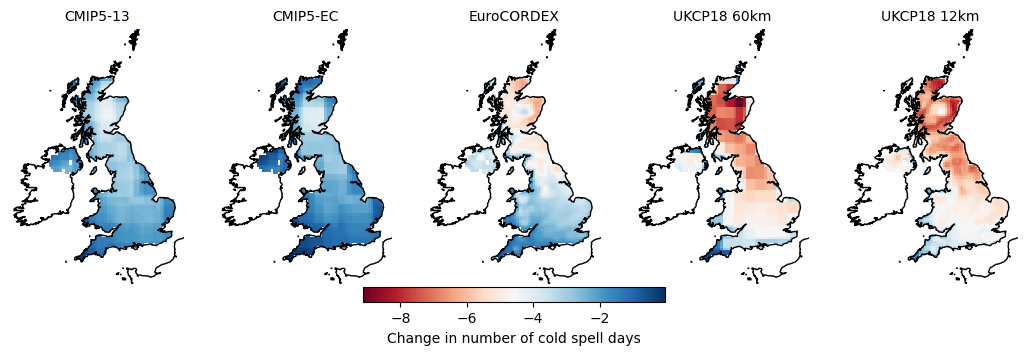 CMIP5-13 CMIP5-EC EuroCORDEX UKCP18 60km UKCP18 12km
−8 −6 −4 −2
Change in number of cold spell days